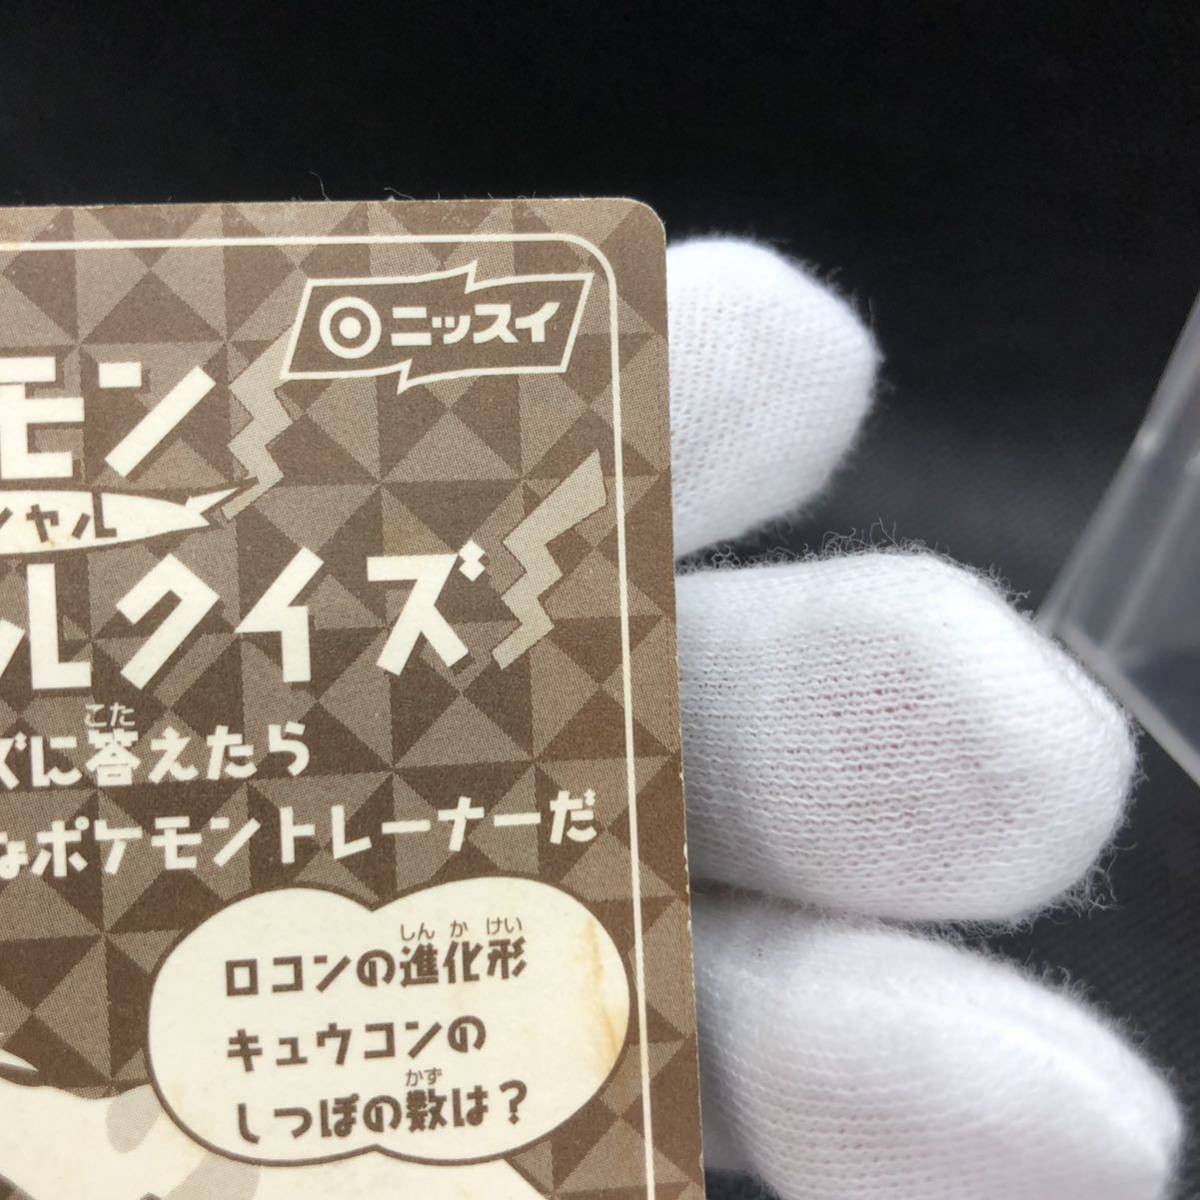 ニッスイ
モン
シャル
ルクイズ
こた
ズに答えたら
なポケモントレーナーだ
しん か けい
ロコンの進化形
キュウコンの
かず
しっぽの数は?